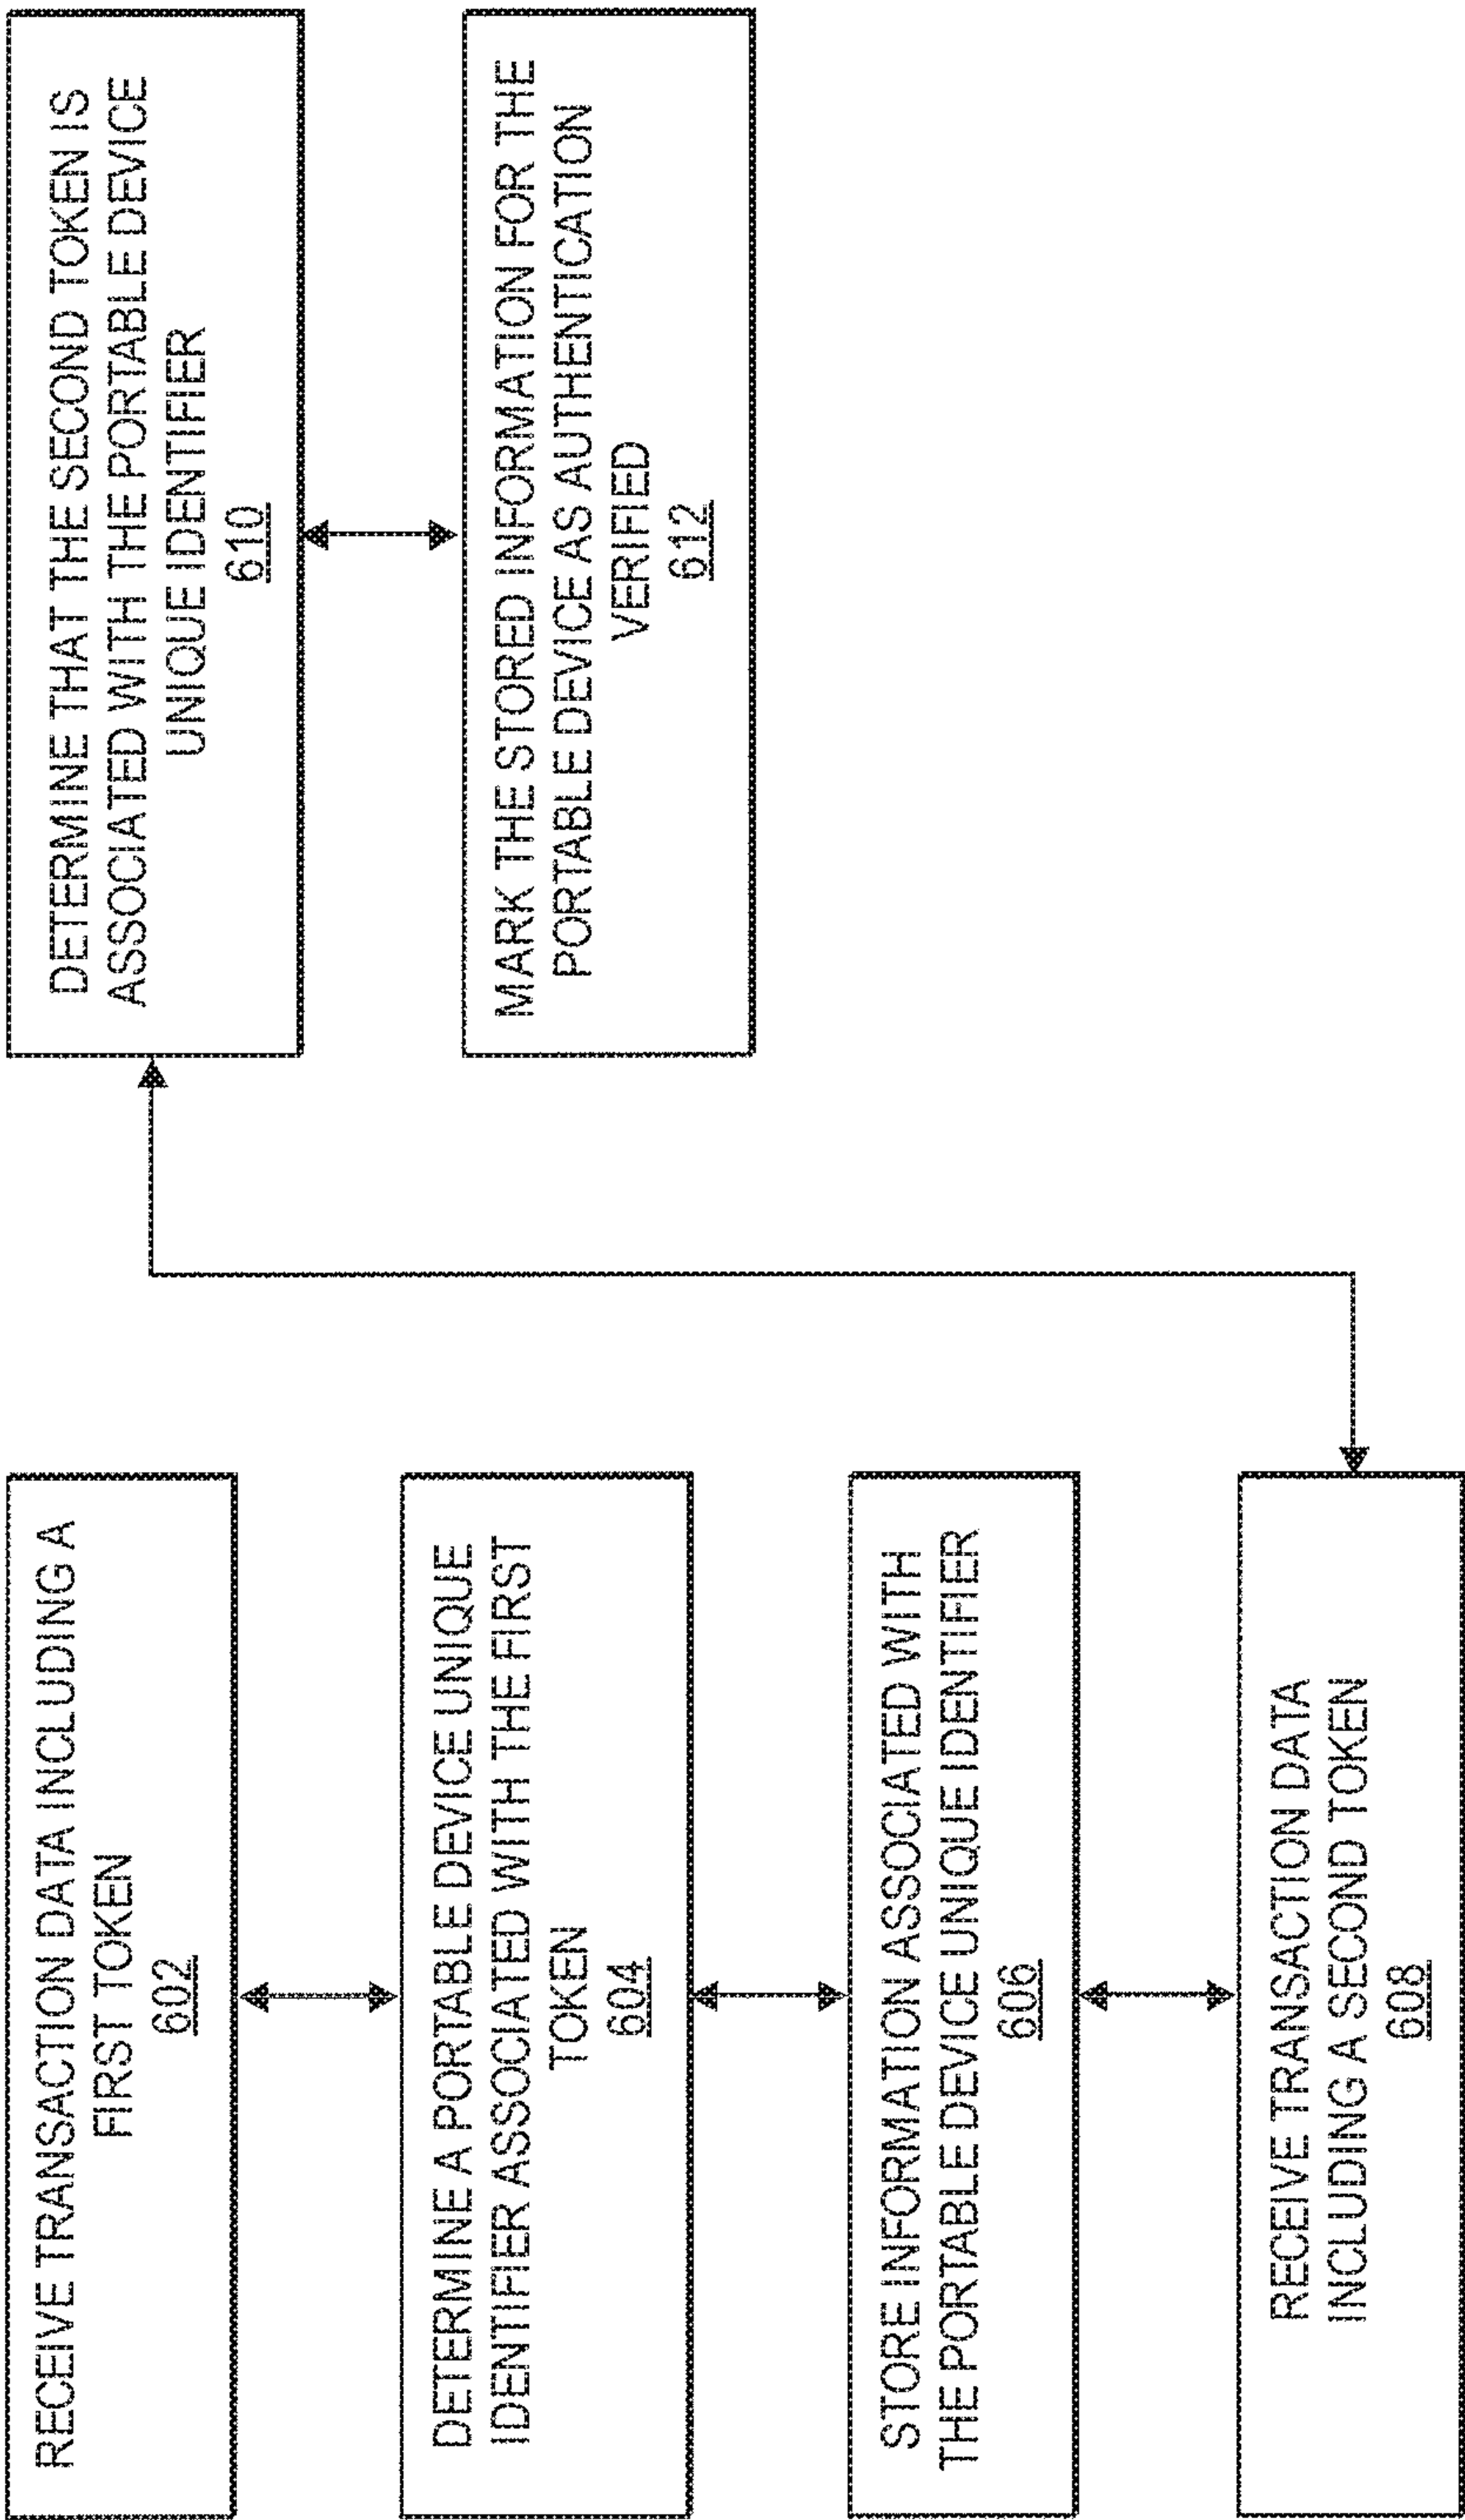 RECEIVE TRANSACTION DATA INCLUDING A
FIRST TOKEN
602
DETERMINE A PORTABLE DEVICE UNIQUE
IDENTIFIER ASSOCIATED WITH THE FIRST
TOKEN
604
STORE INFORMATION ASSOCIATED WITH
THE PORTABLE DEVICE UNIQUE IDENTIFIER
606
RECEIVE TRANSACTION DATA
INCLUDING A SECOND TOKEN
608
DETERMINE THAT THE SECOND TOKEN IS
ASSOCIATED WITH THE PORTABLE DEVICE
UNIQUE IDENTIFIER
610
MARK THE STORED INFORMATION FOR THE
PORTABLE DEVICE AS AUTHENTICATION
VERIFIED
612